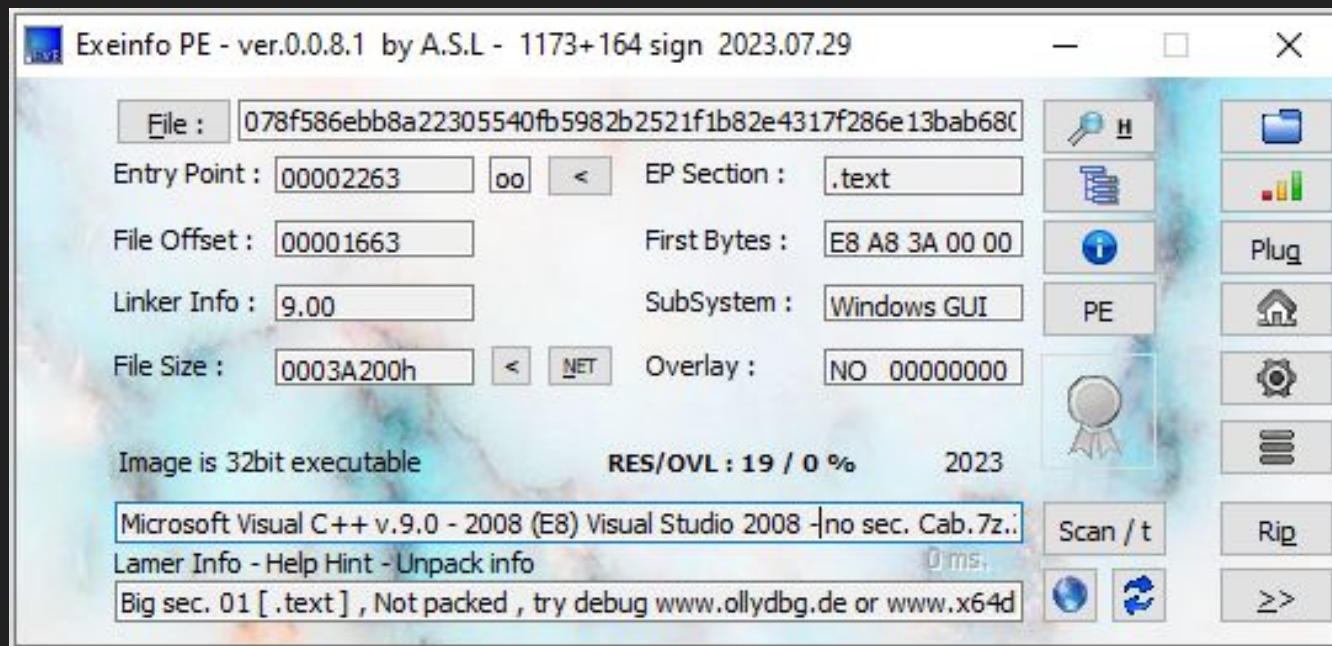 Exeinfo PE - ver.0.0.8.1 by A.S.L - 1173+164 sign 2023.07.29
File : 078f586ebb8a22305540fb5982b2521f1b82e4317f286e13bab680 H
Entry Point : 00002263 oo < EP Section : .text
File Offset : 00001663 First Bytes : E8 A8 3A 00 00 Plug
Linker Info : 9.00 SubSystem : Windows GUI PE
File Size : 0003A200h < NET Overlay : NO 00000000
Image is 32bit executable RES/OVL : 19 / 0 % 2023
Microsoft Visual C++ v.9.0 - 2008 (E8) Visual Studio 2008 - no sec. Cab.7z. Scan / t Rip
Lamer Info - Help Hint - Unpack info 0 ms.
Big sec. 01 [ .text ] , Not packed , try debug www.ollydbg.de or www.x64d >>